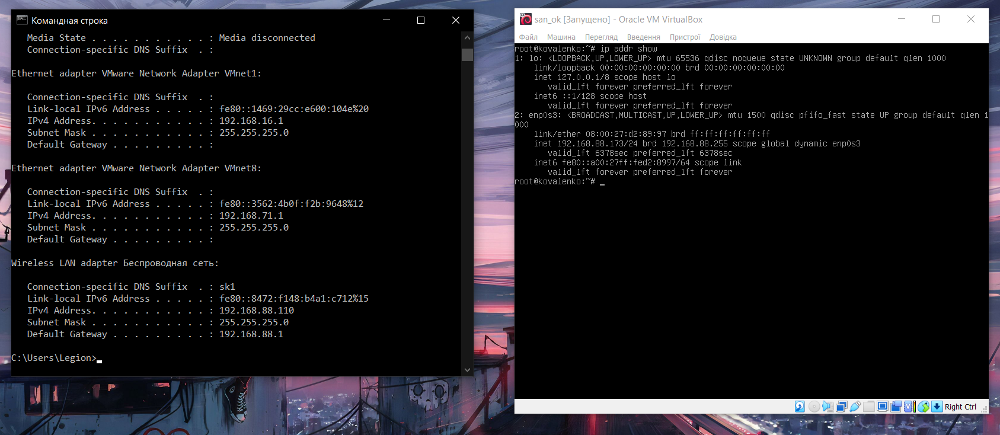 Командная строка
Media State . . . . . . . . . . . : Media disconnected
Connection-specific DNS Suffix  . :
Ethernet adapter VMware Network Adapter VMnet1:
Connection-specific DNS Suffix  . :
Link-local IPv6 Address . . . . . : fe80::1469:29cc:e600:104e%20
IPv4 Address. . . . . . . . . . . : 192.168.16.1
Subnet Mask . . . . . . . . . . . : 255.255.255.0
Default Gateway . . . . . . . . . :
Ethernet adapter VMware Network Adapter VMnet8:
Connection-specific DNS Suffix  . :
Link-local IPv6 Address . . . . . : fe80::3562:4b0f:f2b:9648%12
IPv4 Address. . . . . . . . . . . : 192.168.71.1
Subnet Mask . . . . . . . . . . . : 255.255.255.0
Default Gateway . . . . . . . . . :
Wireless LAN adapter Беспроводная сеть:
Connection-specific DNS Suffix  . : sk1
Link-local IPv6 Address . . . . . : fe80::8472:f148:b4a1:c712%15
IPv4 Address. . . . . . . . . . . : 192.168.88.110
Subnet Mask . . . . . . . . . . . : 255.255.255.0
Default Gateway . . . . . . . . . : 192.168.88.1
C:\Users\Legion>
san_ok [Запущено] - Oracle VM VirtualBox
Файл Машина Перегляд Введення Пристрої Довідка
root@kovalenko:~# ip addr show
1: lo: <LOOPBACK,UP,LOWER_UP> mtu 65536 qdisc noqueue state UNKNOWN group default qlen 1000
link/loopback 00:00:00:00:00:00 brd 00:00:00:00:00:00
inet 127.0.0.1/8 scope host lo
valid_lft forever preferred_lft forever
inet6 ::1/128 scope host
valid_lft forever preferred_lft forever
2: enp0s3: <BROADCAST,MULTICAST,UP,LOWER_UP> mtu 1500 qdisc pfifo_fast state UP group default qlen 1
000
link/ether 08:00:27:d2:89:97 brd ff:ff:ff:ff:ff:ff
inet 192.168.88.173/24 brd 192.168.88.255 scope global dynamic enp0s3
valid_lft 6378sec preferred_lft 6378sec
inet6 fe80::a00:27ff:fed2:8997/64 scope link
valid_lft forever preferred_lft forever
root@kovalenko:~# _
Right Ctrl